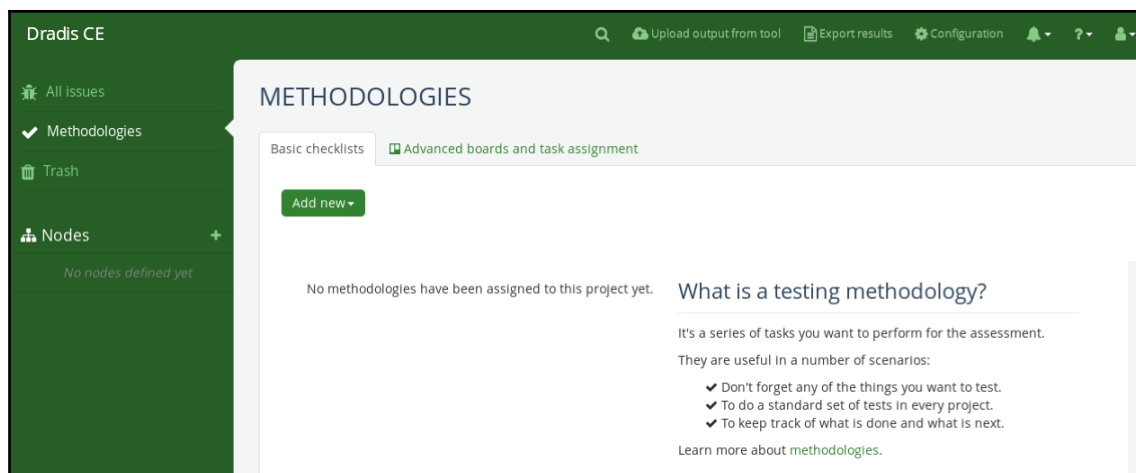 Dradis CE
Upload output from tool
Export results
Configuration
?
All issues
Methodologies
Trash
Nodes
+
No nodes defined yet
METHODOLOGIES
Basic checklists
Advanced boards and task assignment
Add new
No methodologies have been assigned to this project yet.
What is a testing methodology?
It's a series of tasks you want to perform for the assessment.
They are useful in a number of scenarios:
✔ Don't forget any of the things you want to test.
✔ To do a standard set of tests in every project.
✔ To keep track of what is done and what is next.
Learn more about methodologies.